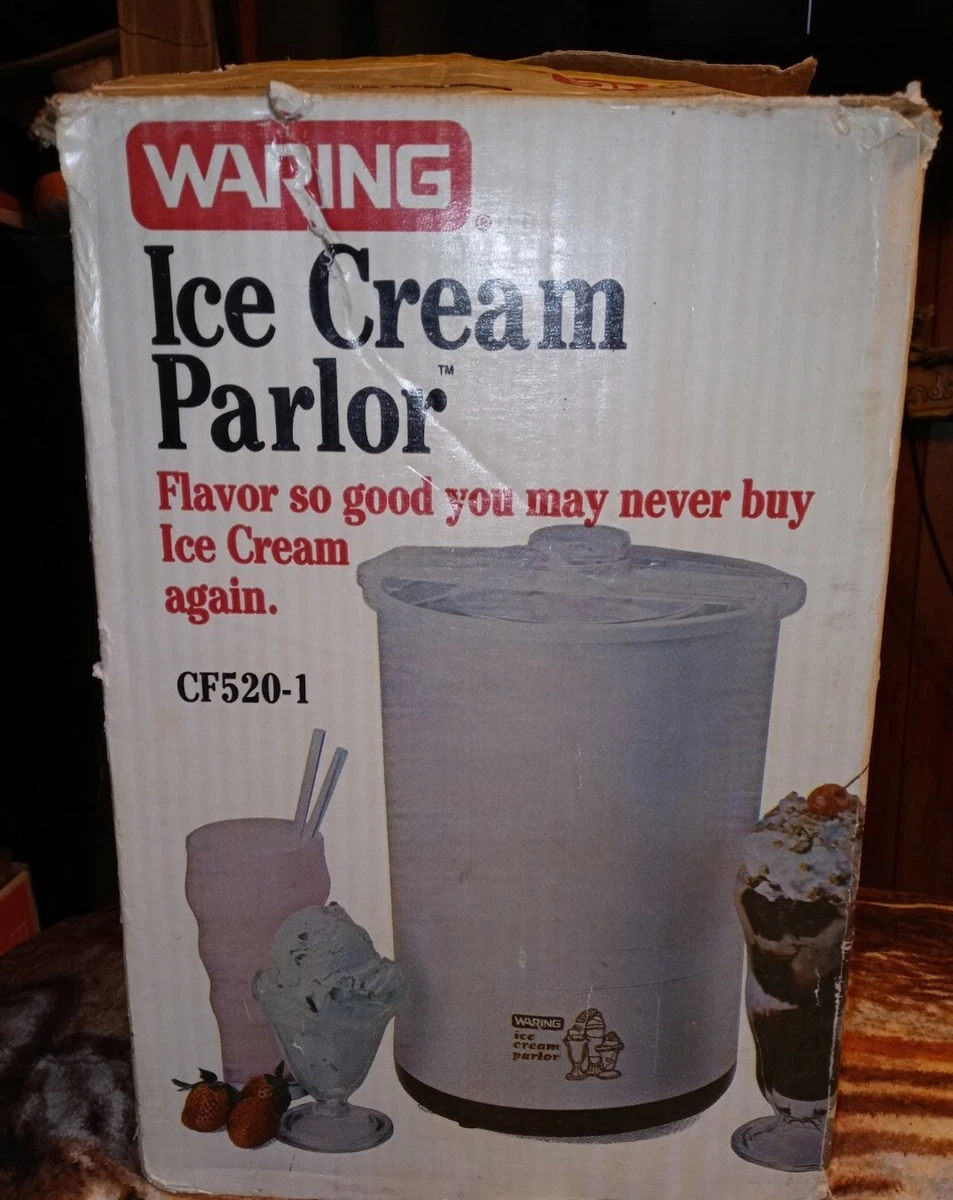 WARING
®
Ice Cream
Parlor™
Flavor so good you may never buy
Ice Cream
again.
CF520-1
WARING
ice
cream
parlor